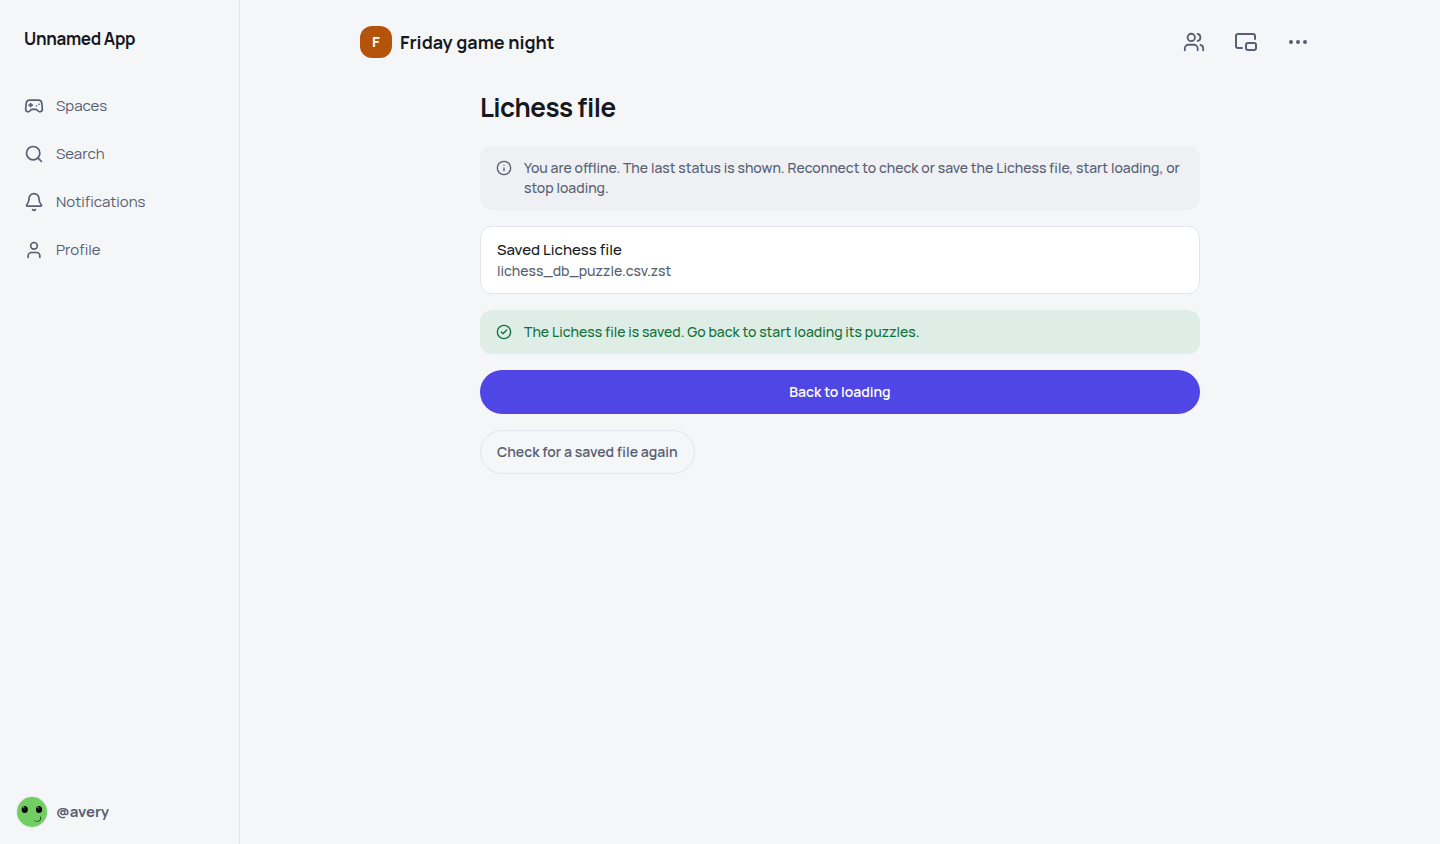 Unnamed App
Spaces
Search
Notifications
Profile
@avery
F
Friday game night
Lichess file
You are offline. The last status is shown. Reconnect to check or save the Lichess file, start loading, or
stop loading.
Saved Lichess file
lichess_db_puzzle.csv.zst
The Lichess file is saved. Go back to start loading its puzzles.
Back to loading
Check for a saved file again